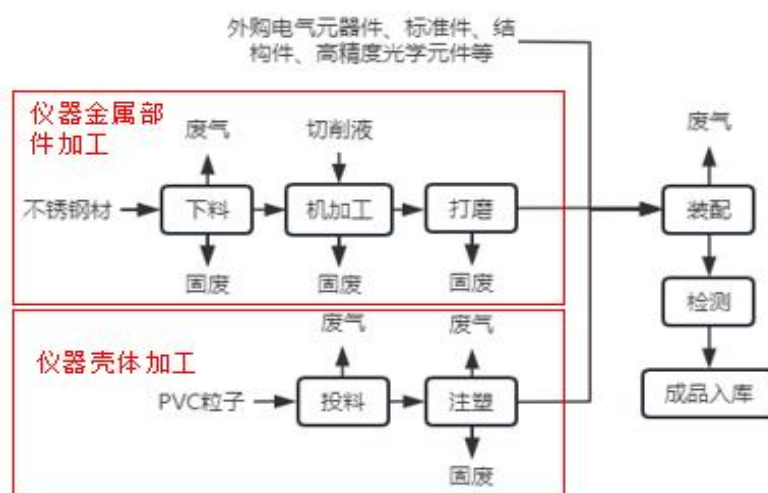 外购电气元器件、标准件、结
构件、高精度光学元件等
仪器金属部
件加工
废气
切削液
废气
不锈钢材
下料
机加工
打磨
装配
固废
固废
固废
检测
废气
废气
仪器壳体加工
PVC粒子
投料
注塑
成品入库
固废